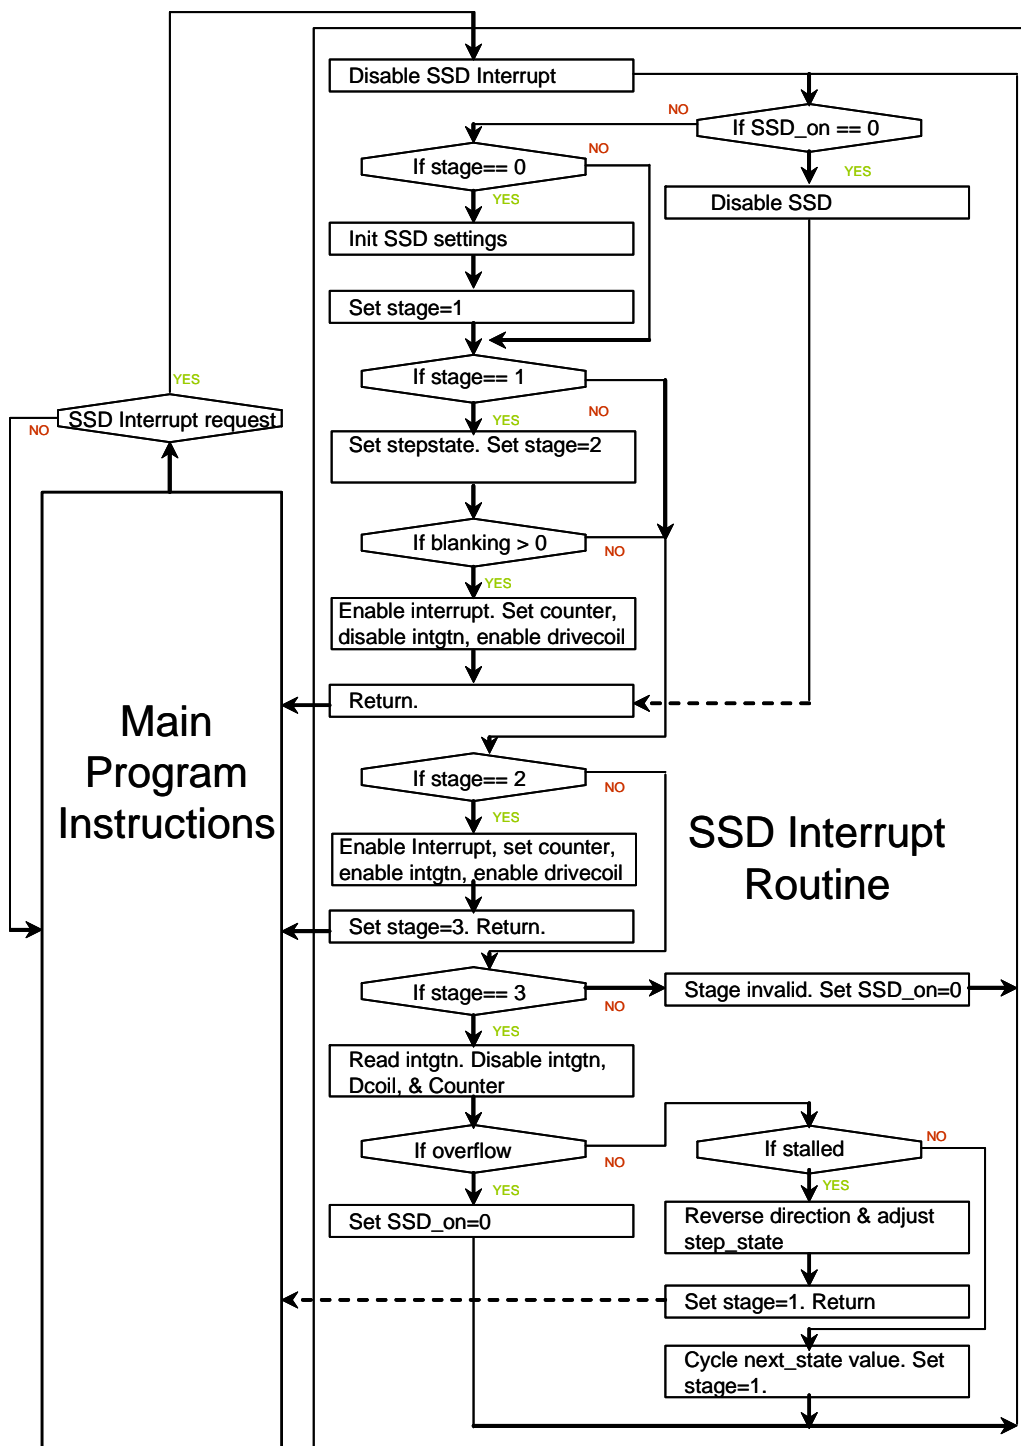 Disable SSD Interrupt
NO
If SSD_on == 0
NO
If stage== 0
YES
YES
Disable SSD
Init SSD settings
Set stage=1
YES
If stage== 1
SSD Interrupt request
NO
NO
YES
Set stepstate. Set stage=2
If blanking > 0
NO
YES
Enable interrupt. Set counter,
disable intgtn, enable drivecoil
Return.
Main
Program
Instructions
If stage== 2
NO
YES
Enable Interrupt, set counter,
enable intgtn, enable drivecoil
SSD Interrupt
Routine
Set stage=3. Return.
If stage== 3
Stage invalid. Set SSD_on=0
NO
YES
Read intgtn. Disable intgtn,
Dcoil, & Counter
If overflow
NO
If stalled
NO
YES
YES
Set SSD_on=0
Reverse direction & adjust
step_state
Set stage=1. Return
Cycle next_state value. Set
stage=1.